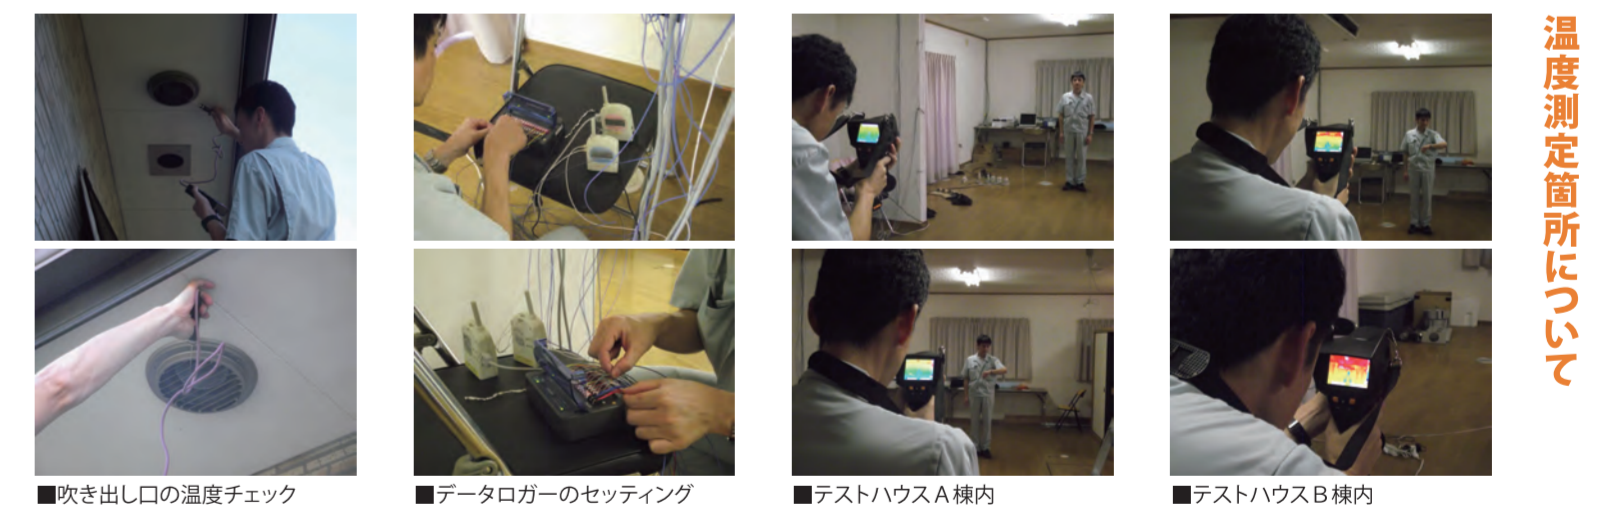 温度測定箇所について
■吹き出し口の温度チェック
■データロガーのセッティング
■テストハウスA棟内
■テストハウスB棟内